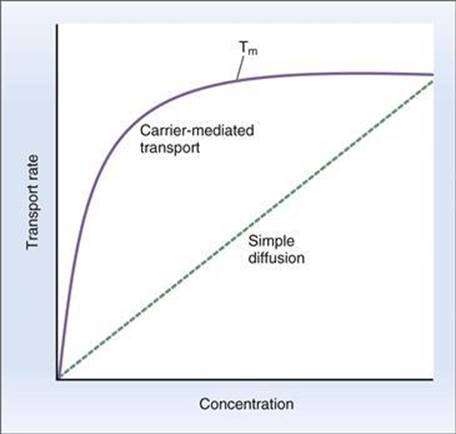 Tm
Carrier-mediated
transport
Transport rate
Simple
diffusion
Concentration